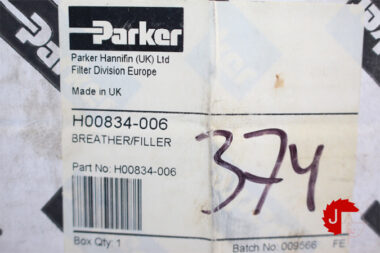 Parker
Parker Hannifin (UK) Ltd
Filter Division Europe
Made in UK
H00834-006
BREATHER/FILLER
Part No: H00834-006
374
Box Qty: 1
Batch No: 009566 FE